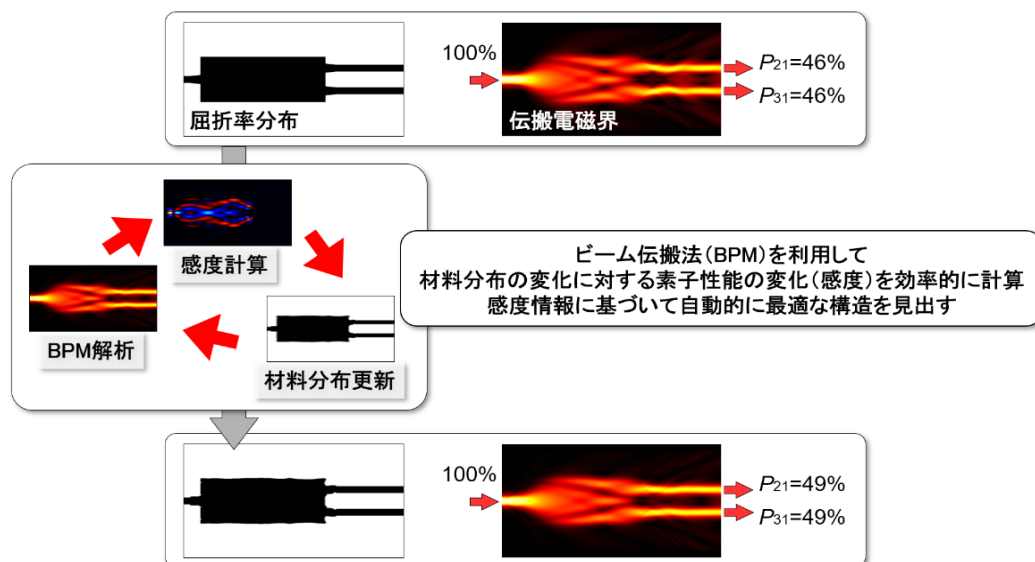 屈折率分布
100%
伝搬電磁界
P21=46%
P31=46%
感度計算
BPM解析
材料分布更新
ビーム伝搬法(BPM)を利用して
材料分布の変化に対する素子性能の変化(感度)を効率的に計算
感度情報に基づいて自動的に最適な構造を見出す
100%
P21=49%
P31=49%